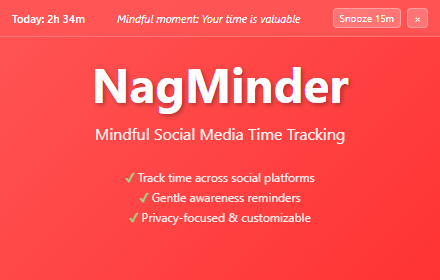 Today: 2h 34m
Mindful moment: Your time is valuable
Snooze 15m
×
NagMinder
Mindful Social Media Time Tracking
✓ Track time across social platforms
✓ Gentle awareness reminders
✓ Privacy-focused & customizable